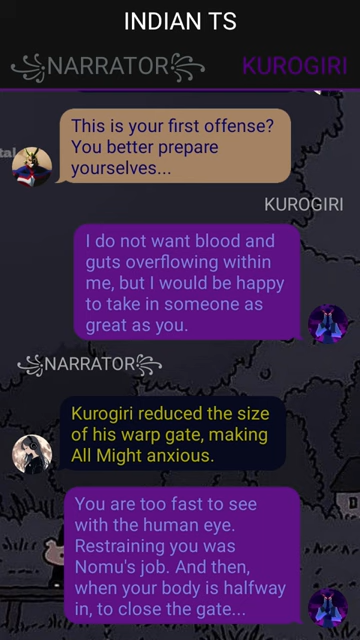 INDIAN TS
꧁NARRATOR꧂
KUROGIRI
This is your first offense?
You better prepare
yourselves...
KUROGIRI
I do not want blood and
guts overflowing within
me, but I would be happy
to take in someone as
great as you.
꧁NARRATOR꧂
Kurogiri reduced the size
of his warp gate, making
All Might anxious.
You are too fast to see
with the human eye.
Restraining you was
Nomu's job. And then,
when your body is halfway
in, to close the gate...